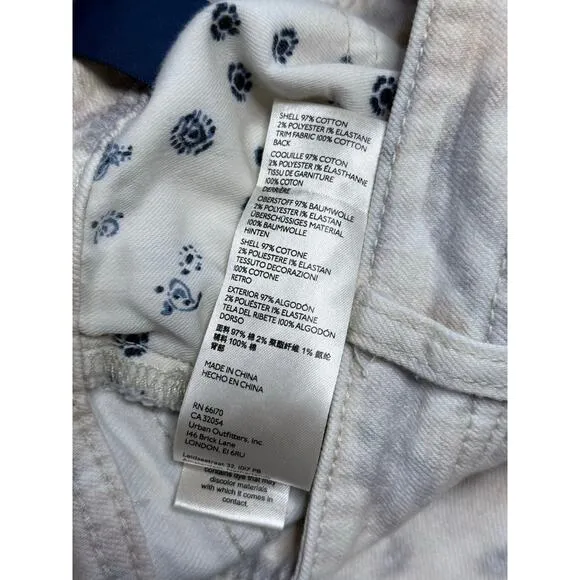 SHELL 97% COTTON
2% POLYESTER 1% ELASTANE
TRIM FABRIC 100% COTTON
BACK
COQUILLE 97% COTON
2% POLYESTER 1% ÉLASTHANNE
TISSU DE GARNITURE
100% COTON
DERRIÈRE
OBERSTOFF 97% BAUMWOLLE
2% POLYESTER 1% ELASTAN
ÜBERSCHÜSSIGES MATERIAL
100% BAUMWOLLE
HINTEN
SHELL 97% COTONE
2% POLIESTERE 1% ELASTAN
TESSUTO DECORAZIONI
100% COTONE
RETRO
EXTERIOR 97% ALGODÓN
2% POLIÉSTER 1% ELASTANO
TELA DEL RIBETE 100% ALGODÓN
DORSO
面料 97% 棉 2% 聚酯纤维 1% 氨纶
辅料 100% 棉
背部
MADE IN CHINA
HECHO EN CHINA
RN 66170
CA 32054
Urban Outfitters, Inc.
146 Brick Lane
LONDON, E1 6RU
Leidsestraat 32, 1017 PB
contains dye that may
discolor materials
with which it comes in
contact.